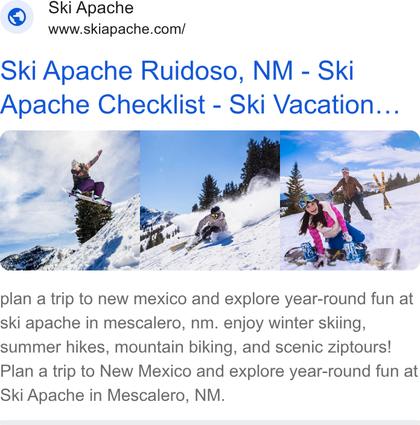 Ski Apache
www.skiapache.com/
Ski Apache Ruidoso, NM - Ski
Apache Checklist - Ski Vacation…
plan a trip to new mexico and explore year-round fun at
ski apache in mescalero, nm. enjoy winter skiing,
summer hikes, mountain biking, and scenic ziptours!
Plan a trip to New Mexico and explore year-round fun at
Ski Apache in Mescalero, NM.